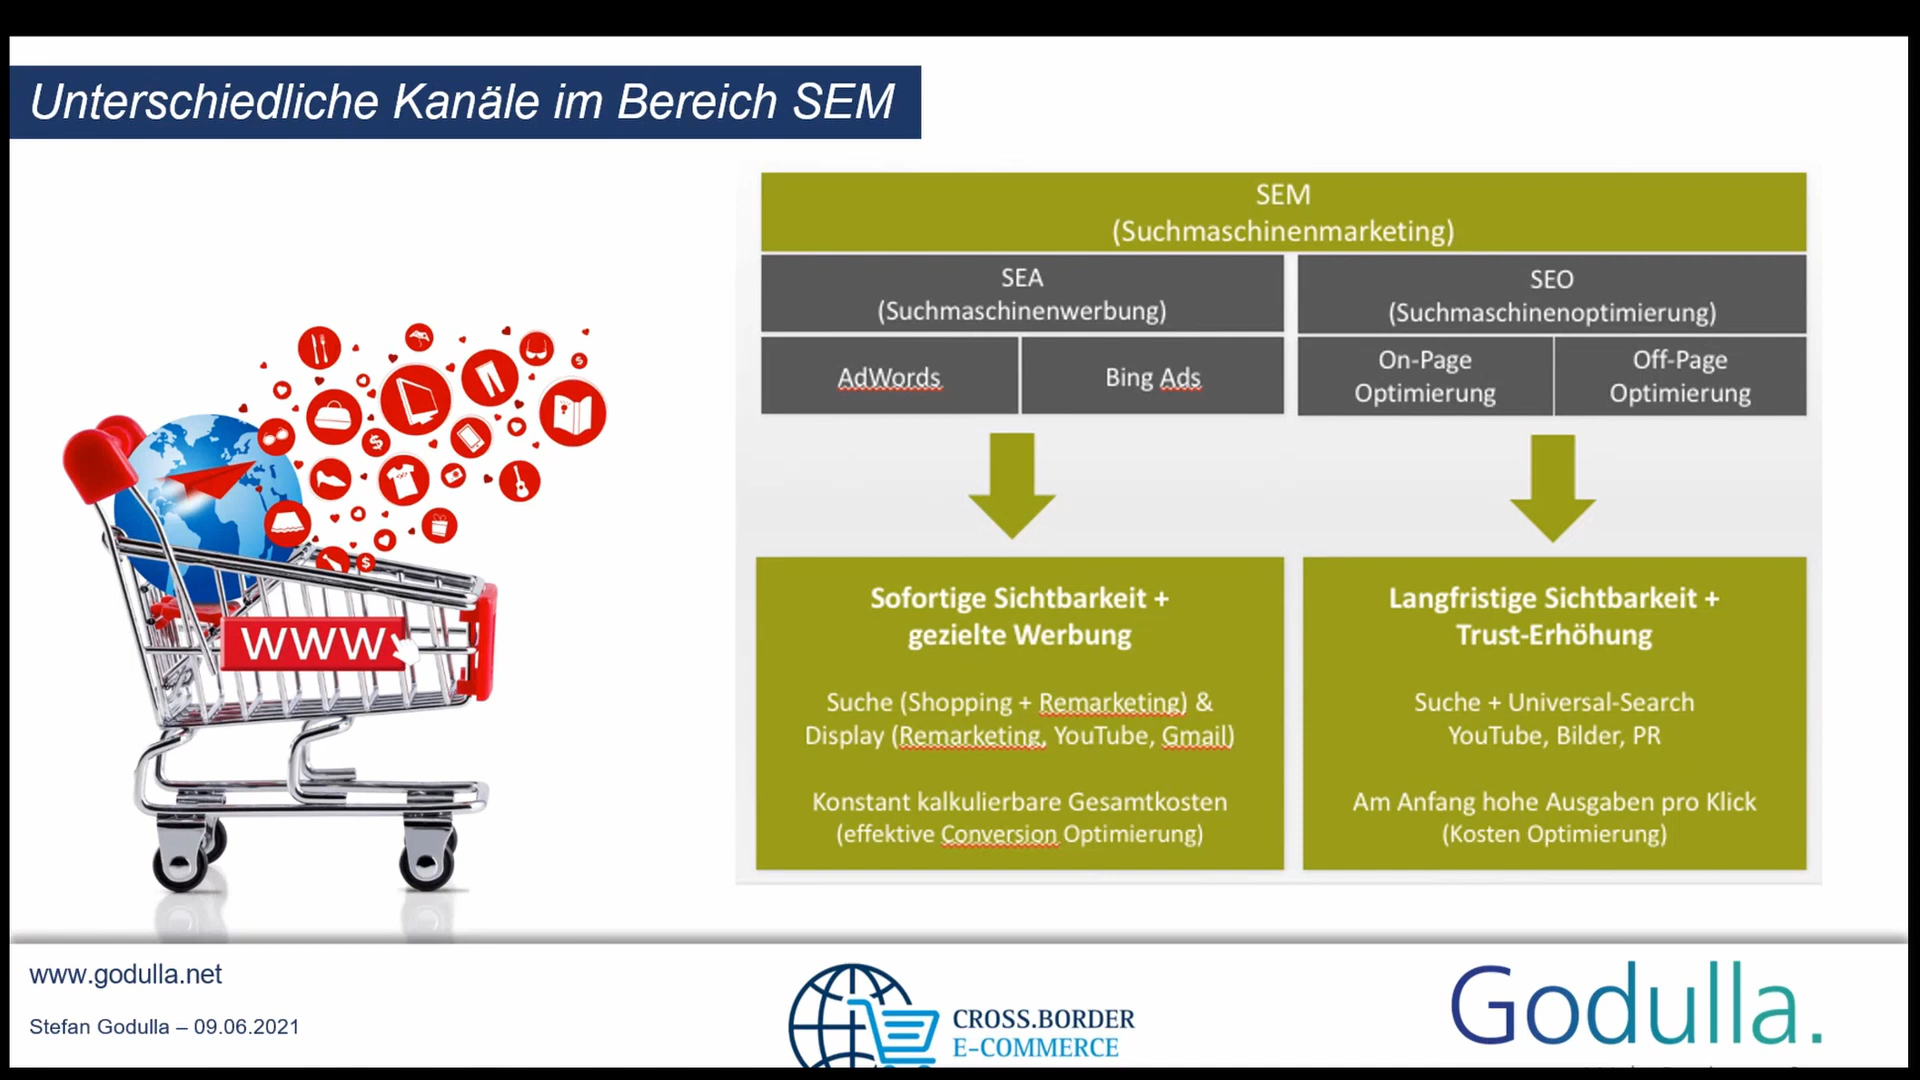 Unterschiedliche Kanäle im Bereich SEM
SEM
(Suchmaschinenmarketing)
SEA
(Suchmaschinenwerbung)
SEO
(Suchmaschinenoptimierung)
AdWords
Bing Ads
On-Page
Optimierung
Off-Page
Optimierung
Sofortige Sichtbarkeit +
gezielte Werbung
Suche (Shopping + Remarketing) &
Display (Remarketing, YouTube, Gmail)
Konstant kalkulierbare Gesamtkosten
(effektive Conversion Optimierung)
Langfristige Sichtbarkeit +
Trust-Erhöhung
Suche + Universal-Search
YouTube, Bilder, PR
Am Anfang hohe Ausgaben pro Klick
(Kosten Optimierung)
WWW
www.godulla.net
Stefan Godulla – 09.06.2021
CROSS.BORDER
E-COMMERCE
Godulla.